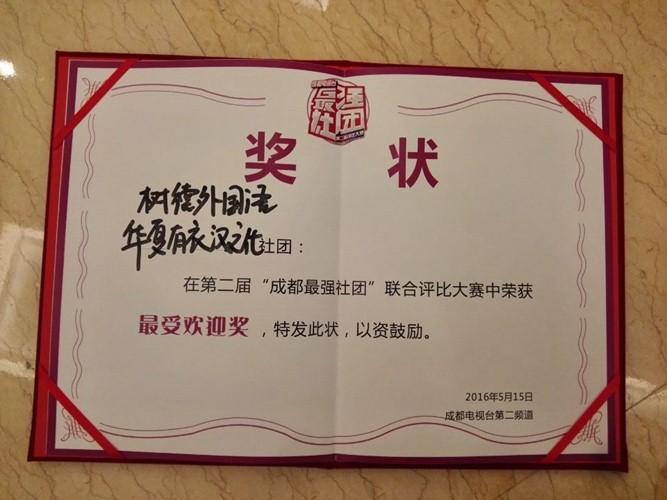 最强社团
奖 状
树德外国语
华夏有衣汉文化社团：
在第二届“成都最强社团”联合评比大赛中荣获
最受欢迎奖，特发此状，以资鼓励。
2016年5月15日
成都电视台第二频道